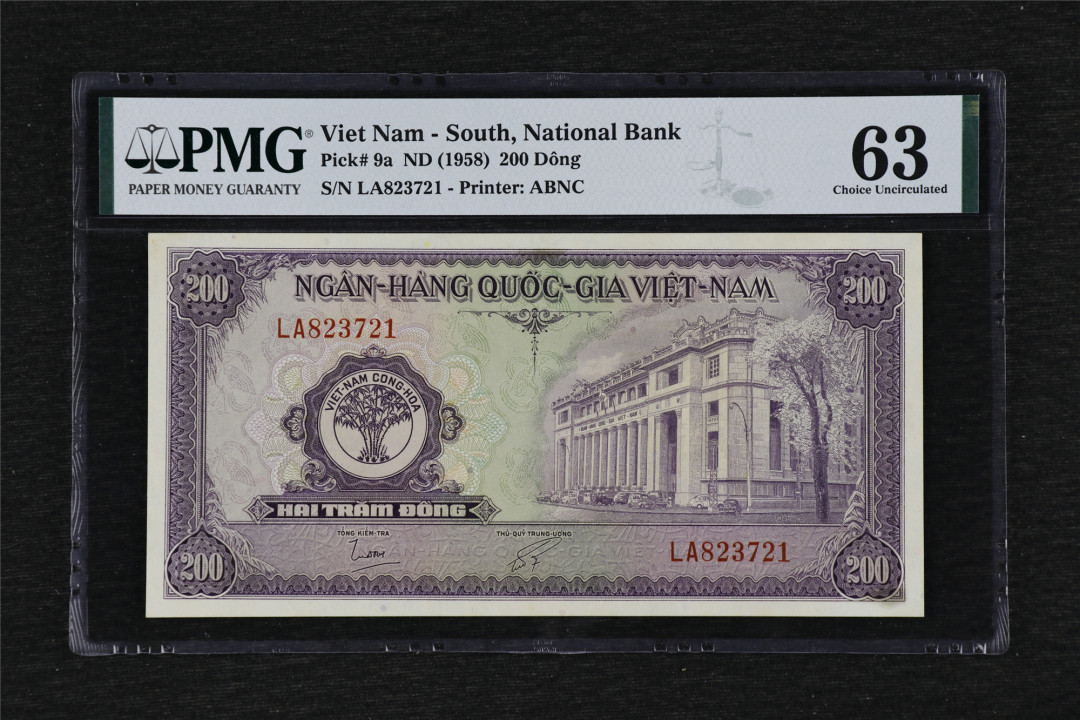 PMG®
PAPER MONEY GUARANTY
Viet Nam - South, National Bank
Pick# 9a ND (1958) 200 Dông
S/N LA823721 - Printer: ABNC
63
Choice Uncirculated
200
NGÂN-HÀNG QUỐC-GIA VIỆT-NAM
200
LA823721
VIỆT-NAM CỘNG-HÒA
HAI TRĂM ĐỒNG
TỔNG KIỂM-TRA
THỦ-QUỸ TRUNG-ƯƠNG
LA823721
200
200